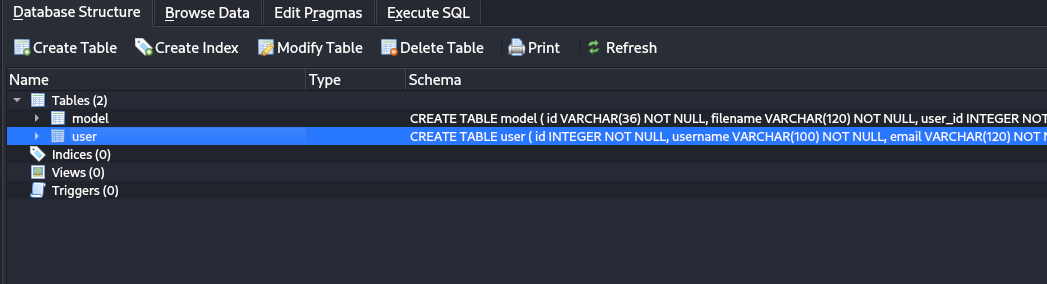 Database Structure Browse Data Edit Pragmas Execute SQL
Create Table Create Index Modify Table Delete Table Print Refresh
Name Type Schema
Tables (2)
model CREATE TABLE model ( id VARCHAR(36) NOT NULL, filename VARCHAR(120) NOT NULL, user_id INTEGER NOT
user CREATE TABLE user ( id INTEGER NOT NULL, username VARCHAR(100) NOT NULL, email VARCHAR(120) NOT
Indices (0)
Views (0)
Triggers (0)